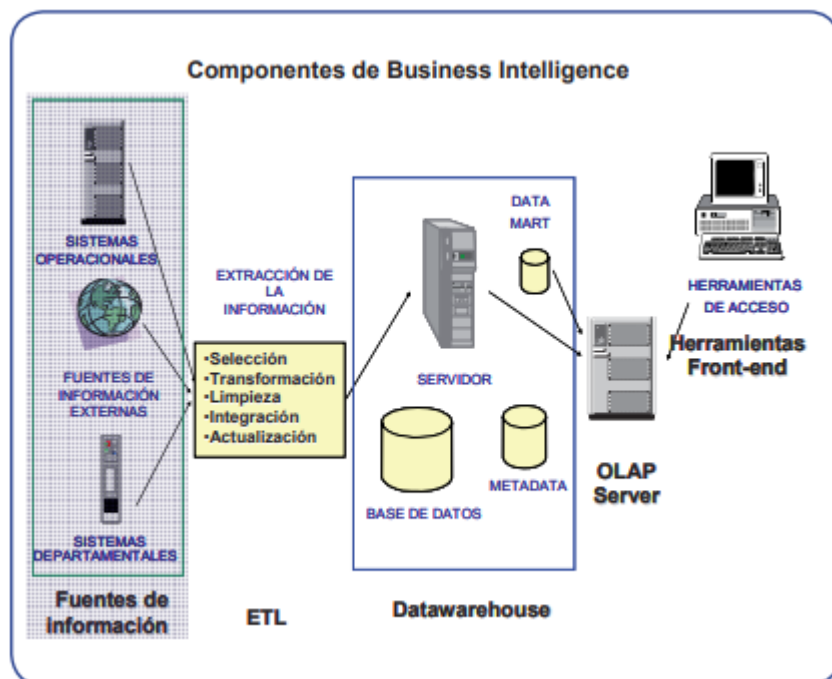 Componentes de Business Intelligence
SISTEMAS
OPERACIONALES
FUENTES DE
INFORMACIÓN
EXTERNAS
SISTEMAS
DEPARTAMENTALES
Fuentes de
información
EXTRACCIÓN DE
LA
INFORMACIÓN
•Selección
•Transformación
•Limpieza
•Integración
•Actualización
ETL
DATA
MART
SERVIDOR
BASE DE DATOS
METADATA
Datawarehouse
OLAP
Server
HERRAMIENTAS
DE ACCESO
Herramientas
Front-end